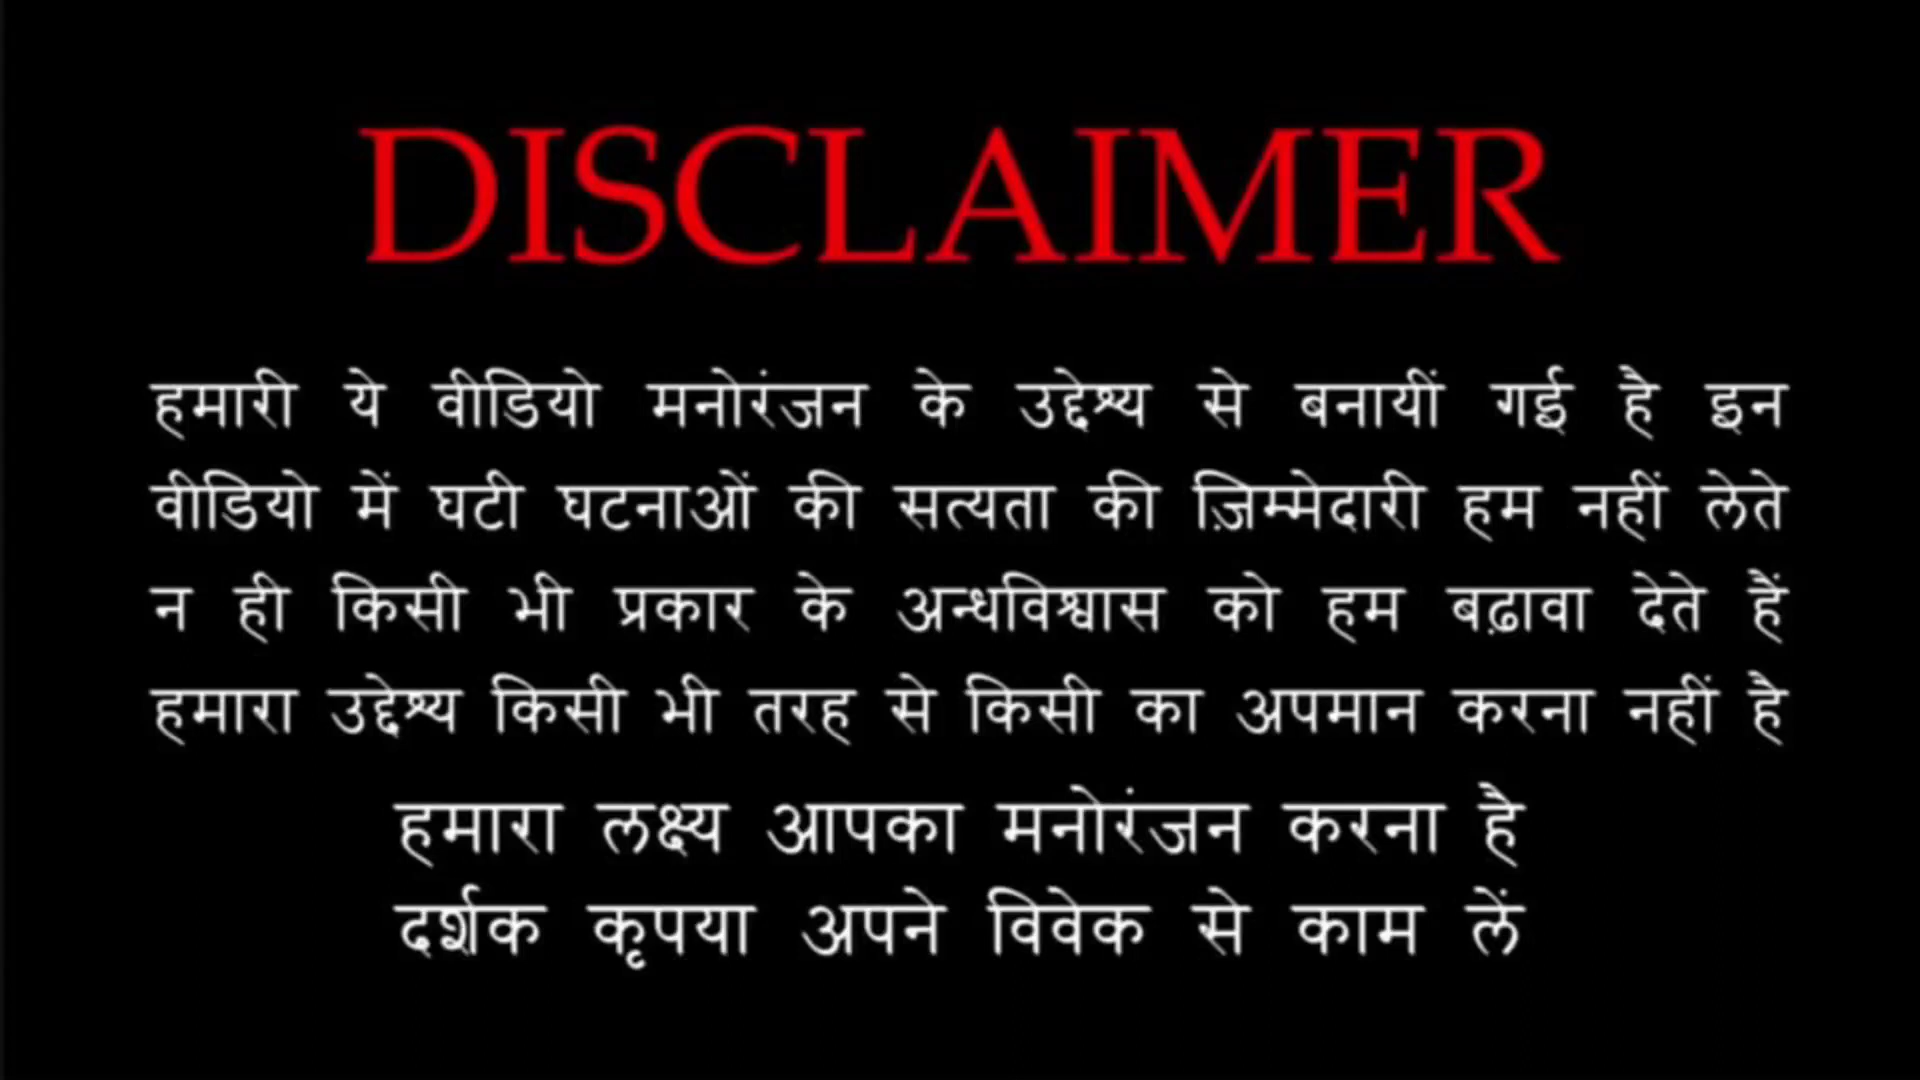 DISCLAIMER
हमारी ये वीडियो मनोरंजन के उद्देश्य से बनायीं गई है इन
वीडियो में घटी घटनाओं की सत्यता की ज़िम्मेदारी हम नहीं लेते
न ही किसी भी प्रकार के अन्धविश्वास को हम बढ़ावा देते हैं
हमारा उद्देश्य किसी भी तरह से किसी का अपमान करना नहीं है
हमारा लक्ष्य आपका मनोरंजन करना है
दर्शक कृपया अपने विवेक से काम लें